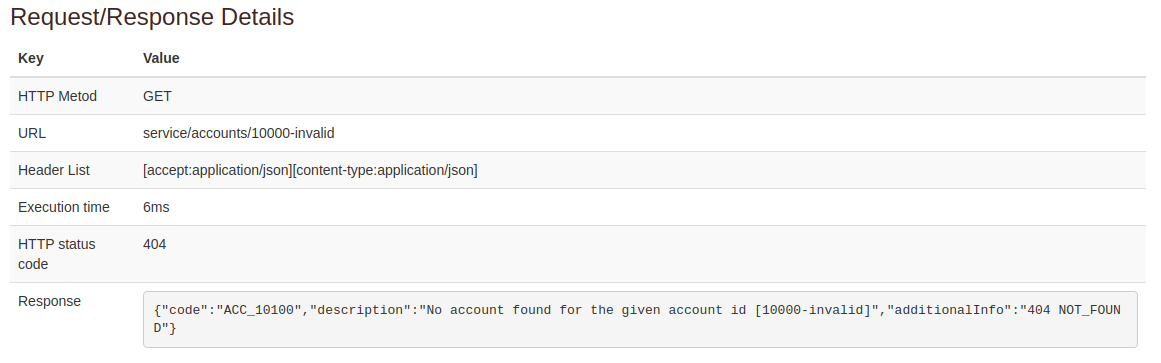 Request/Response Details
Key Value
HTTP Metod GET
URL service/accounts/10000-invalid
Header List [accept:application/json][content-type:application/json]
Execution time 6ms
HTTP status 404
code
Response {"code":"ACC_10100","description":"No account found for the given account id [10000-invalid]","additionalInfo":"404 NOT_FOUN
D"}